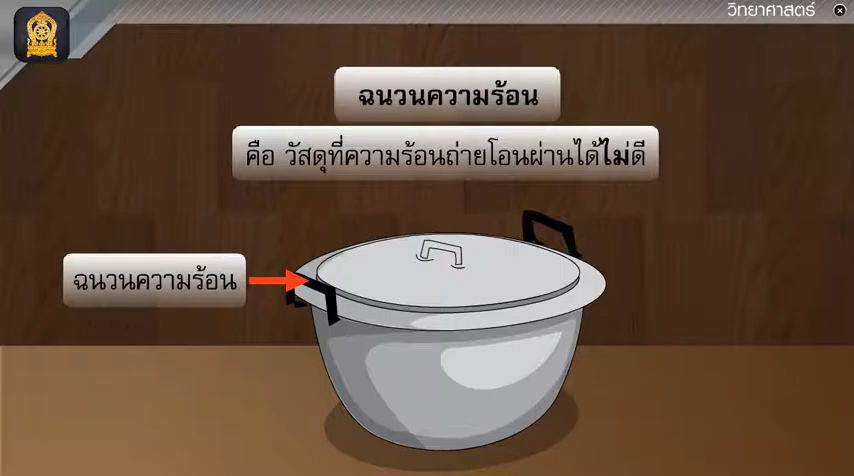 วิทยาศาสตร์
ฉนวนความร้อน
คือ วัสดุที่ความร้อนถ่ายโอนผ่านได้ไม่ดี
ฉนวนความร้อน